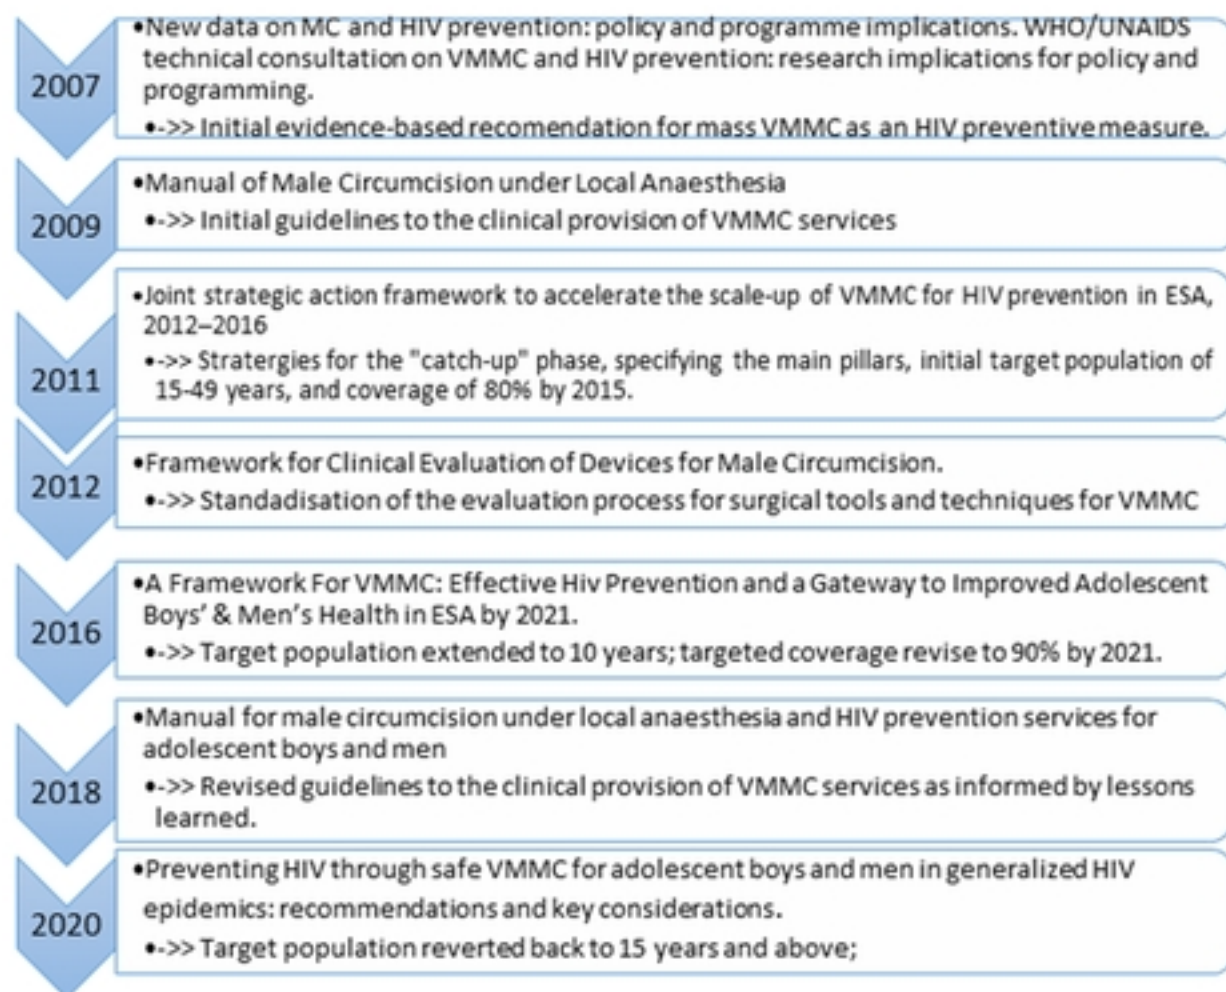 2007
•New data on MC and HIV prevention: policy and programme implications. WHO/UNAIDS
technical consultation on VMMC and HIV prevention: research implications for policy and
programming.
•->> Initial evidence-based recomendation for mass VMMC as an HIV preventive measure.
2009
•Manual of Male Circumcision under Local Anaesthesia
•->> Initial guidelines to the clinical provision of VMMC services
2011
•Joint strategic action framework to accelerate the scale-up of VMMC for HIV prevention in ESA,
2012–2016
•->> Stratergies for the "catch-up" phase, specifying the main pillars, initial target population of
15-49 years, and coverage of 80% by 2015.
2012
•Framework for Clinical Evaluation of Devices for Male Circumcision.
•->> Standadisation of the evaluation process for surgical tools and techniques for VMMC
2016
•A Framework For VMMC: Effective Hiv Prevention and a Gateway to Improved Adolescent
Boys’ & Men’s Health in ESA by 2021.
•->> Target population extended to 10 years; targeted coverage revise to 90% by 2021.
2018
•Manual for male circumcision under local anaesthesia and HIV prevention services for
adolescent boys and men
•->> Revised guidelines to the clinical provision of VMMC services as informed by lessons
learned.
2020
•Preventing HIV through safe VMMC for adolescent boys and men in generalized HIV
epidemics: recommendations and key considerations.
•->> Target population reverted back to 15 years and above;